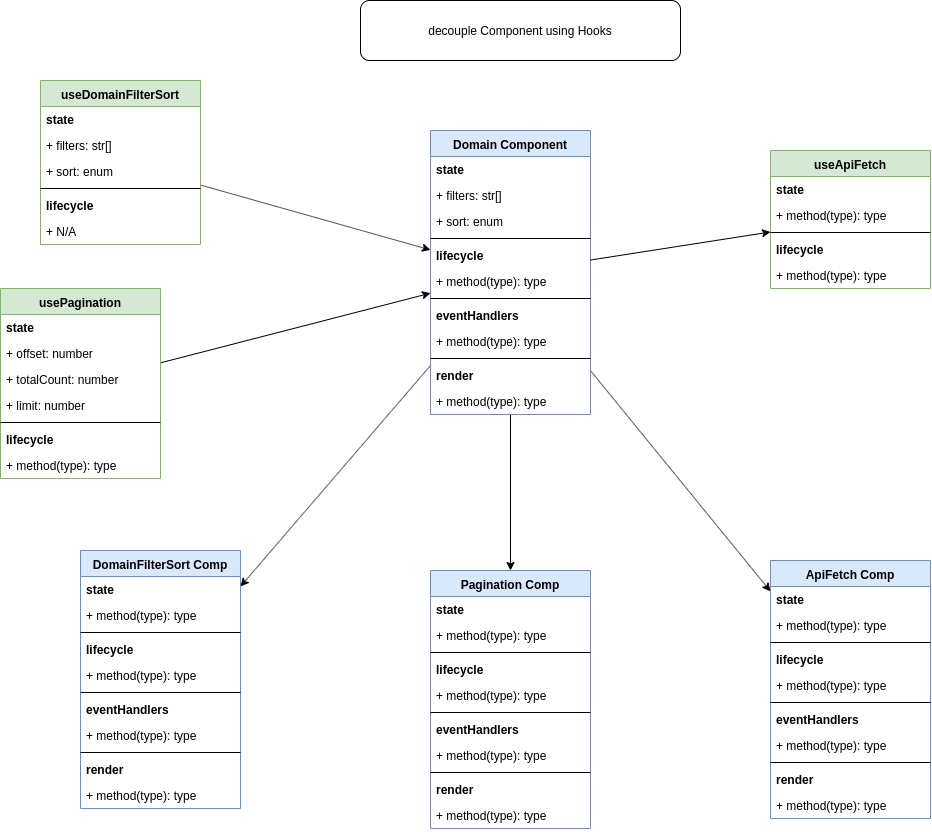 decouple Component using Hooks
useDomainFilterSort
state
+ filters: str[]
+ sort: enum
lifecycle
+ N/A
Domain Component
state
+ filters: str[]
+ sort: enum
lifecycle
+ method(type): type
eventHandlers
+ method(type): type
render
+ method(type): type
useApiFetch
state
+ method(type): type
lifecycle
+ method(type): type
usePagination
state
+ offset: number
+ totalCount: number
+ limit: number
lifecycle
+ method(type): type
DomainFilterSort Comp
state
+ method(type): type
lifecycle
+ method(type): type
eventHandlers
+ method(type): type
render
+ method(type): type
Pagination Comp
state
+ method(type): type
lifecycle
+ method(type): type
eventHandlers
+ method(type): type
render
+ method(type): type
ApiFetch Comp
state
+ method(type): type
lifecycle
+ method(type): type
eventHandlers
+ method(type): type
render
+ method(type): type